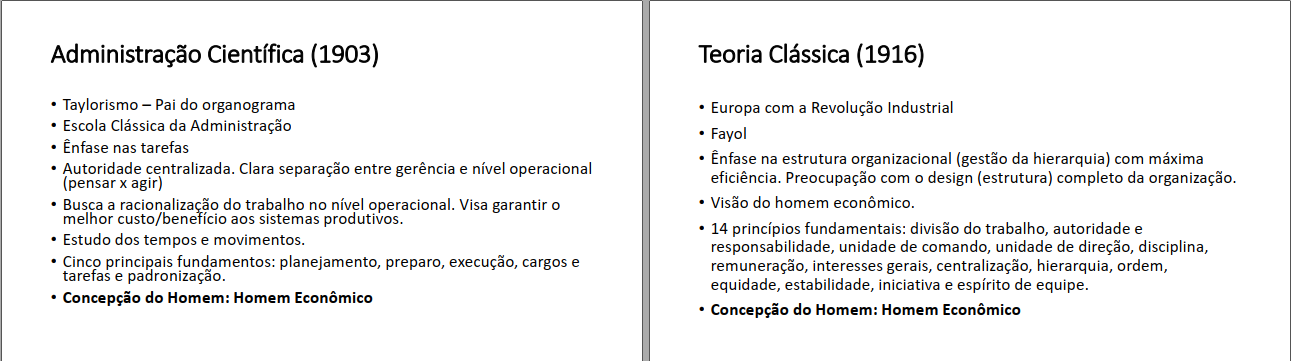 Administração Científica (1903)
• Taylorismo – Pai do organograma
• Escola Clássica da Administração
• Ênfase nas tarefas
• Autoridade centralizada. Clara separação entre gerência e nível operacional
(pensar x agir)
• Busca a racionalização do trabalho no nível operacional. Visa garantir o
melhor custo/benefício aos sistemas produtivos.
• Estudo dos tempos e movimentos.
• Cinco principais fundamentos: planejamento, preparo, execução, cargos e
tarefas e padronização.
• Concepção do Homem: Homem Econômico
Teoria Clássica (1916)
• Europa com a Revolução Industrial
• Fayol
• Ênfase na estrutura organizacional (gestão da hierarquia) com máxima
eficiência. Preocupação com o design (estrutura) completo da organização.
• Visão do homem econômico.
• 14 princípios fundamentais: divisão do trabalho, autoridade e
responsabilidade, unidade de comando, unidade de direção, disciplina,
remuneração, interesses gerais, centralização, hierarquia, ordem,
equidade, estabilidade, iniciativa e espírito de equipe.
• Concepção do Homem: Homem Econômico